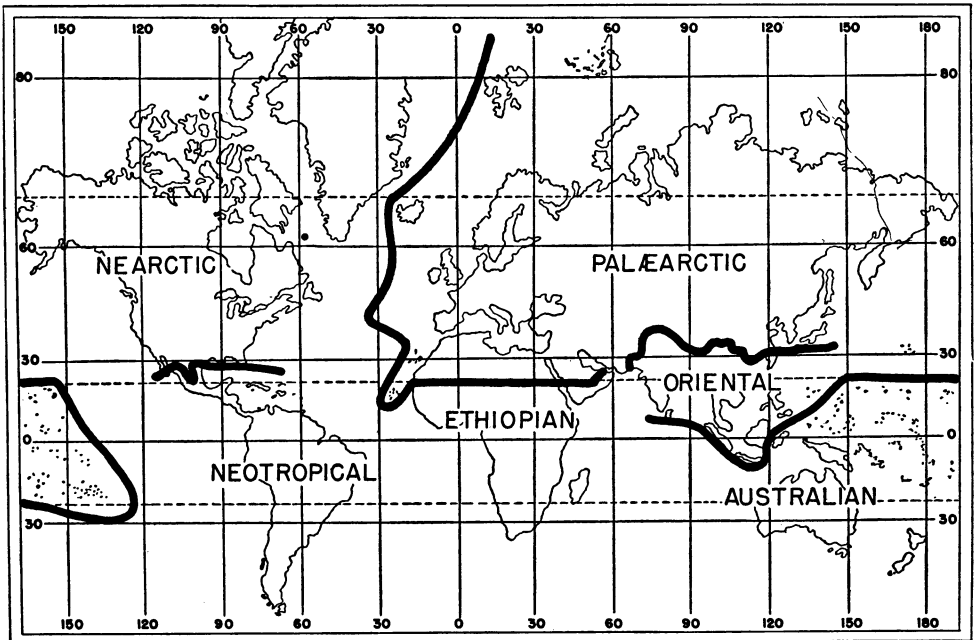 150 120 90 60 30 0 30 60 90 120 150 180
80 80
60 60
NEARCTIC PALÆARCTIC
30 30
ORIENTAL
ETHIOPIAN
0 0
NEOTROPICAL
AUSTRALIAN
30 30
150 120 90 60 30 0 30 60 90 120 150 180